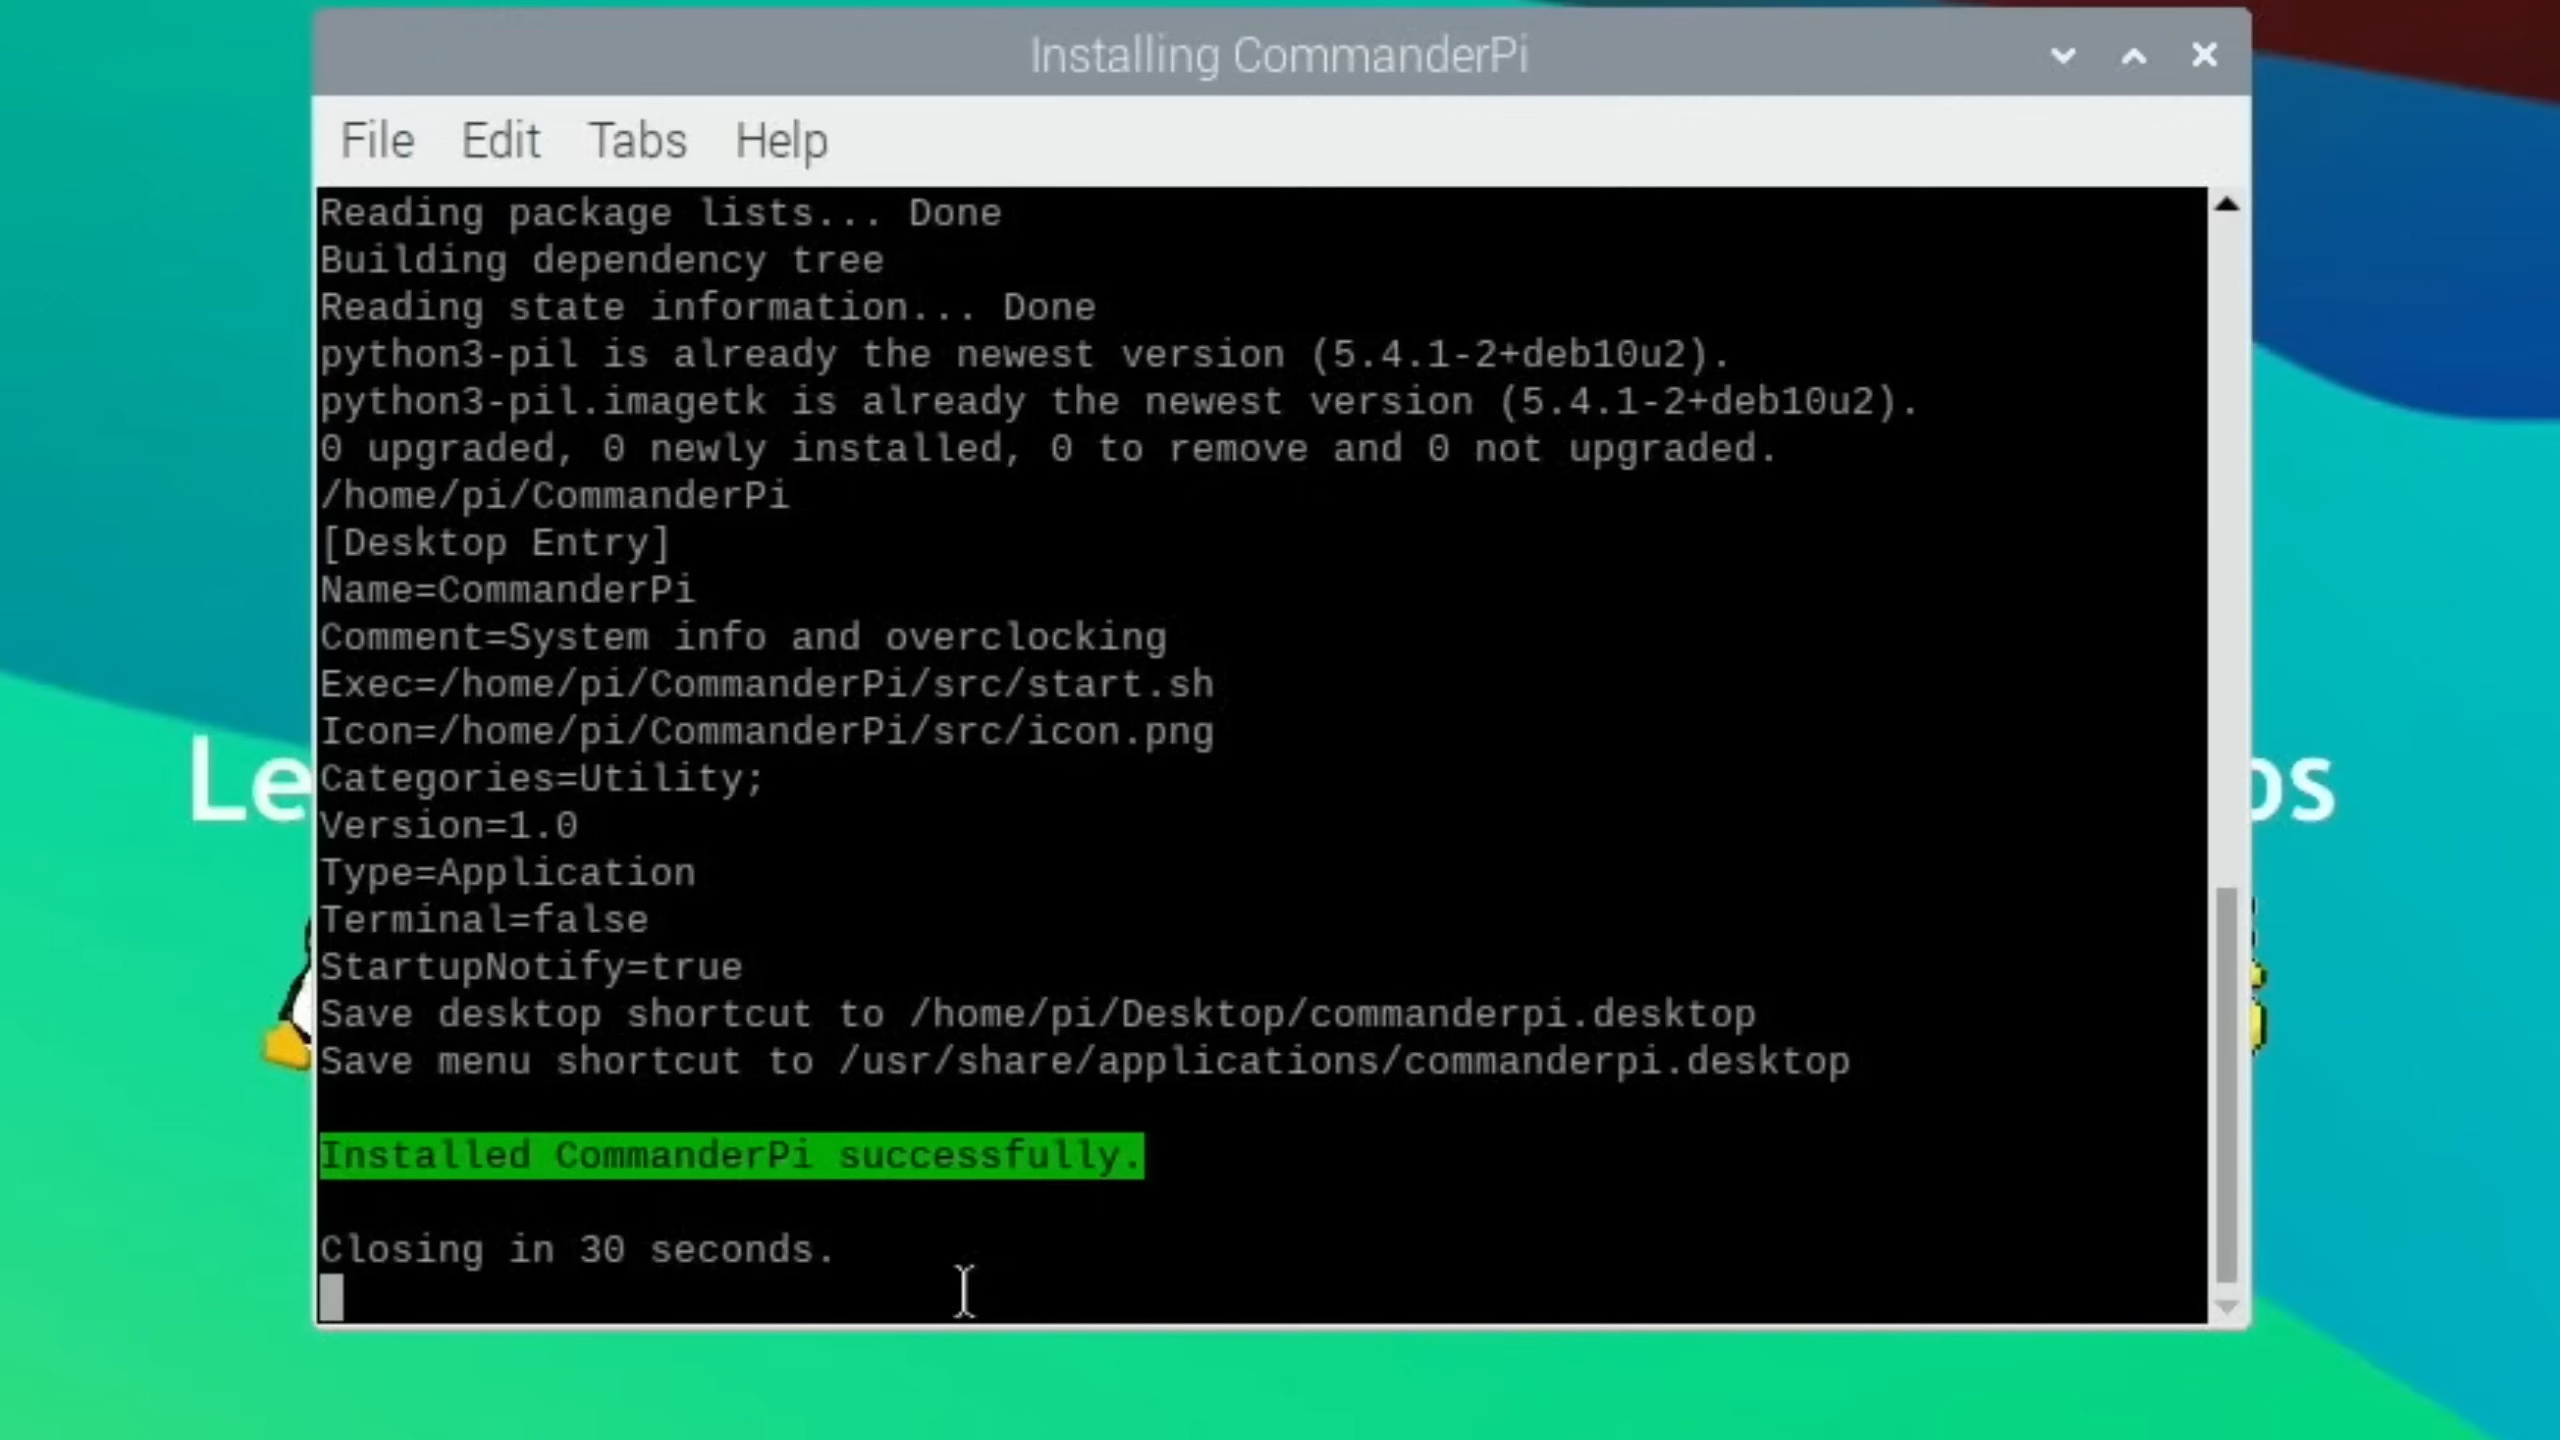 Installing CommanderPi
File Edit Tabs Help
Reading package lists... Done
Building dependency tree
Reading state information... Done
python3-pil is already the newest version (5.4.1-2+deb10u2).
python3-pil.imagetk is already the newest version (5.4.1-2+deb10u2).
0 upgraded, 0 newly installed, 0 to remove and 0 not upgraded.
/home/pi/CommanderPi
[Desktop Entry]
Name=CommanderPi
Comment=System info and overclocking
Exec=/home/pi/CommanderPi/src/start.sh
Icon=/home/pi/CommanderPi/src/icon.png
Categories=Utility;
Version=1.0
Type=Application
Terminal=false
StartupNotify=true
Save desktop shortcut to /home/pi/Desktop/commanderpi.desktop
Save menu shortcut to /usr/share/applications/commanderpi.desktop
Installed CommanderPi successfully.
Closing in 30 seconds.